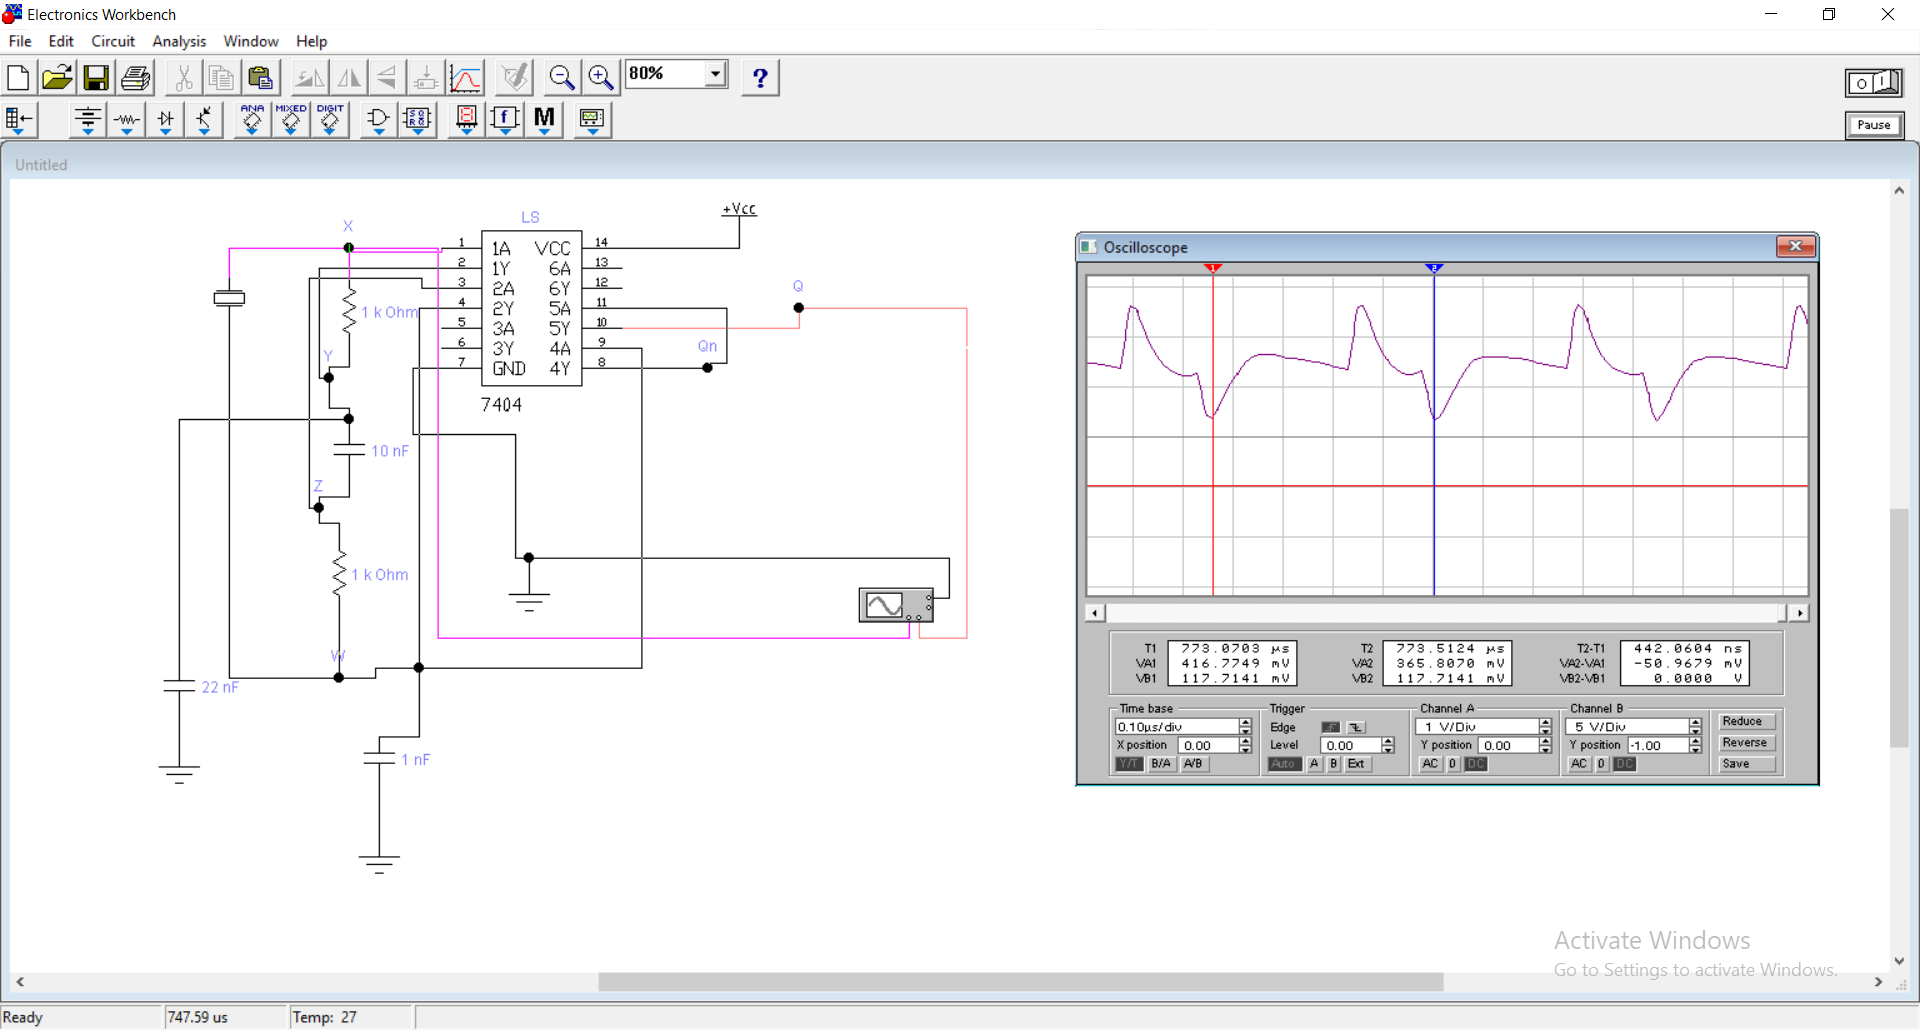 Electronics Workbench
File Edit Circuit Analysis Window Help
80%
?
ANA MIXED DIGIT
M
Pause
Untitled
+Vcc
X
LS
1 1A VCC 14
2 1Y 6A 13
3 2A 6Y 12
4 2Y 5A 11
5 3A 5Y 10
6 3Y 4A 9
7 GND 4Y 8
7404
Q
Qn
1 k Ohm
Y
10 nF
Z
1 k Ohm
W
22 nF
1 nF
Oscilloscope
1 2
T1 773.0703 µs T2 773.5124 µs T2-T1 442.0604 ns
VA1 416.7749 mV VA2 365.8070 mV VA2-VA1 -50.9679 mV
VB1 117.7141 mV VB2 117.7141 mV VB2-VB1 0.0000 V
Time base Trigger Channel A Channel B
0.10µs/div Edge 1 V/Div 5 V/Div Reduce
X position 0.00 Level 0.00 Y position 0.00 Y position -1.00 Reverse
Y/T B/A A/B Auto A B Ext AC 0 DC AC 0 DC Save
Activate Windows
Go to Settings to activate Windows.
Ready 747.59 us Temp: 27